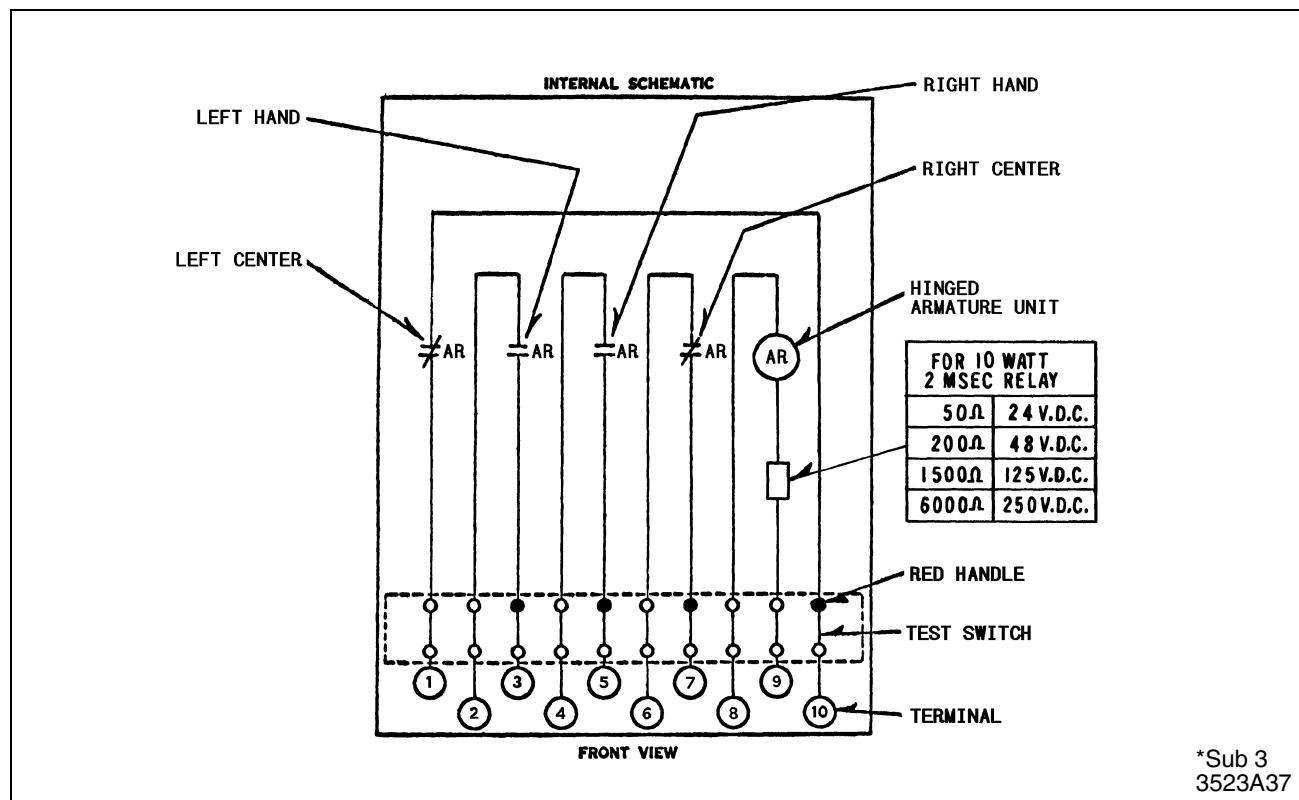 INTERNAL SCHEMATIC
RIGHT HAND
LEFT HAND
RIGHT CENTER
LEFT CENTER
HINGED
ARMATURE UNIT
AR
AR
AR
AR
AR
FOR 10 WATT
2 MSEC RELAY
50Ω 24 V.D.C.
200Ω 48 V.D.C.
1500Ω 125 V.D.C.
6000Ω 250 V.D.C.
RED HANDLE
TEST SWITCH
1 3 5 7 9
2 4 6 8 10
TERMINAL
FRONT VIEW
*Sub 3
3523A37